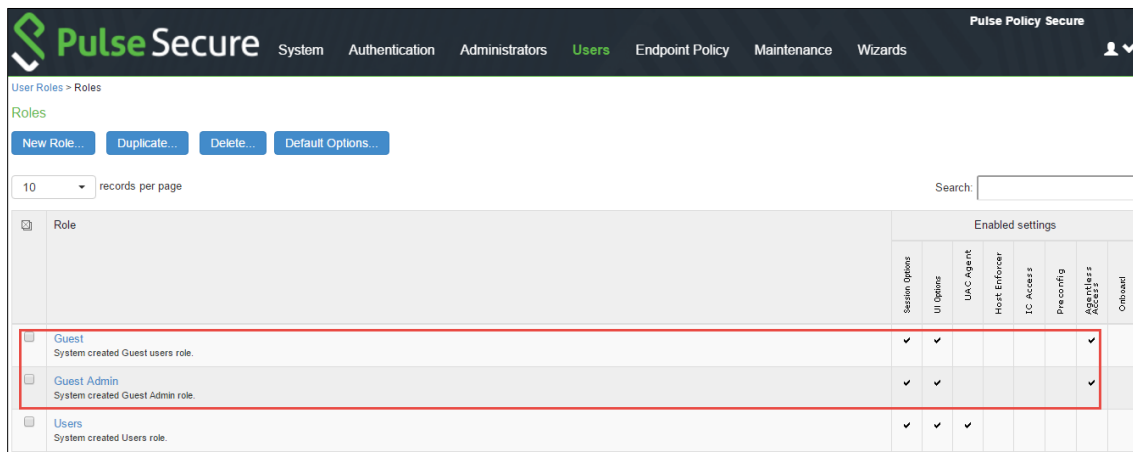 Pulse Policy Secure
Pulse Secure
System Authentication Administrators Users Endpoint Policy Maintenance Wizards
User Roles > Roles
Roles
New Role... Duplicate... Delete... Default Options...
10 records per page Search:
Role Enabled settings
Session Options UI Options UAC Agent Host Enforcer IC Access Preconfig Agentless Access Onboard
Guest
System created Guest users role.
Guest Admin
System created Guest Admin role.
Users
System created Users role.